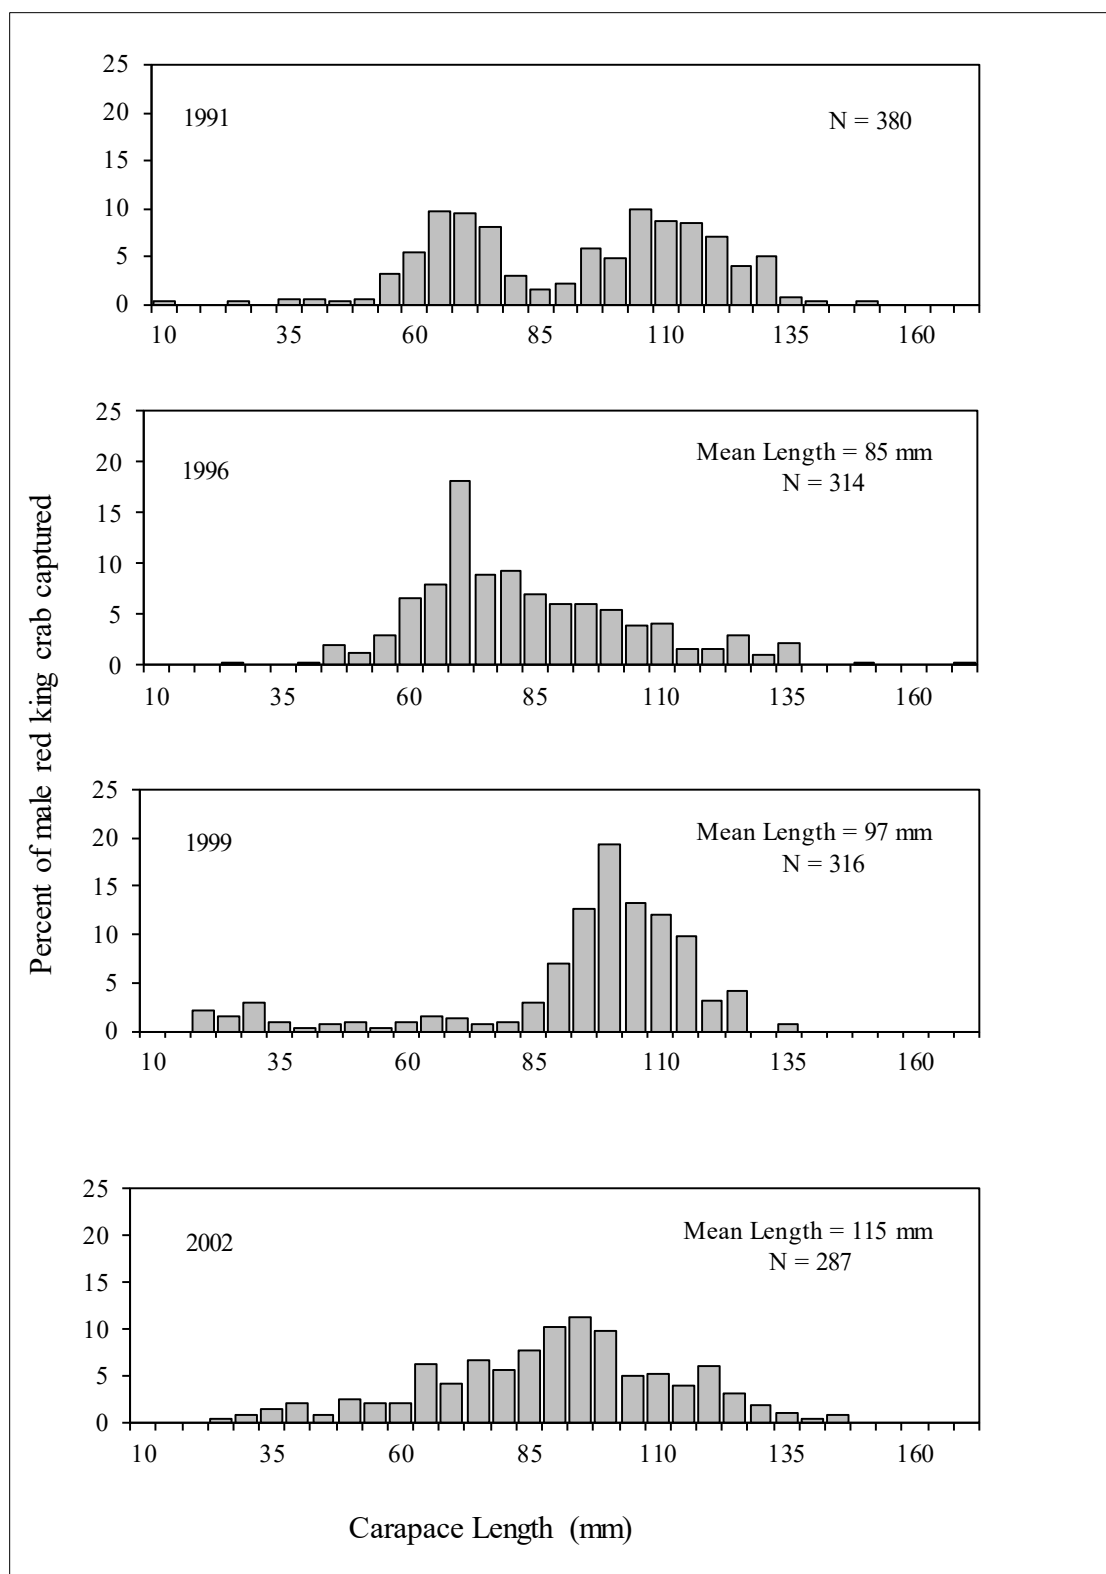 Percent of male red king crab captured
25
20
15
10
5
0
1991
N = 380
10 35 60 85 110 135 160
25
20
15
10
5
0
1996
Mean Length = 85 mm
N = 314
10 35 60 85 110 135 160
25
20
15
10
5
0
1999
Mean Length = 97 mm
N = 316
10 35 60 85 110 135 160
25
20
15
10
5
0
2002
Mean Length = 115 mm
N = 287
10 35 60 85 110 135 160
Carapace Length (mm)